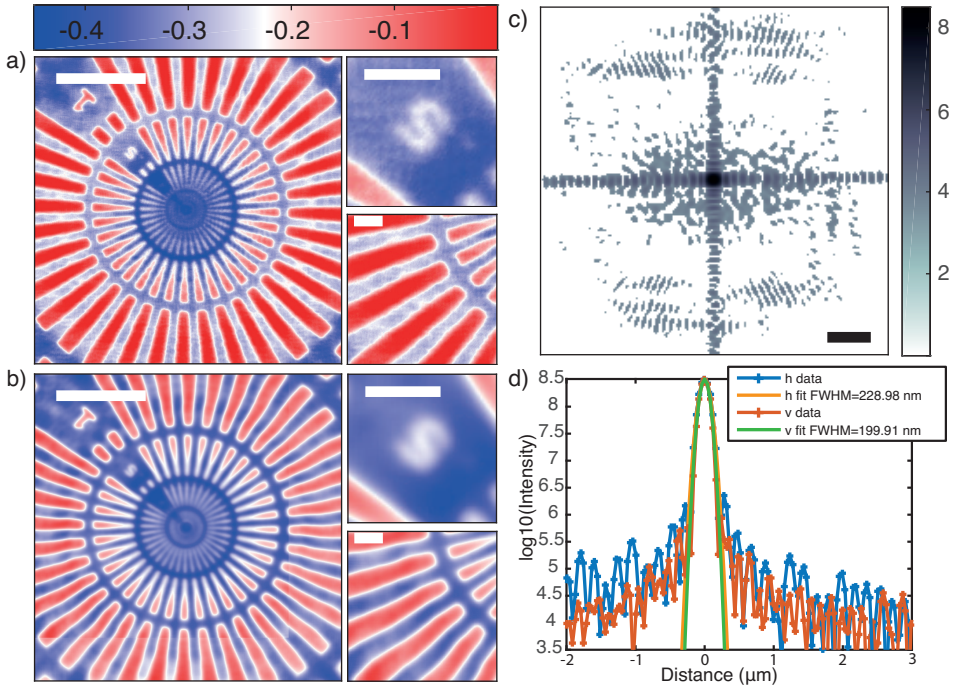 -0.4 -0.3 -0.2 -0.1
a)
T
S
S
b)
T
S
S
c)
8
6
4
2
d)
h data
h fit FWHM=228.98 nm
v data
v fit FWHM=199.91 nm
log10(Intensity)
8.5
7.5
7
6.5
6
5.5
5
4.5
4
3.5
-2 -1 0 1 2 3
Distance (µm)